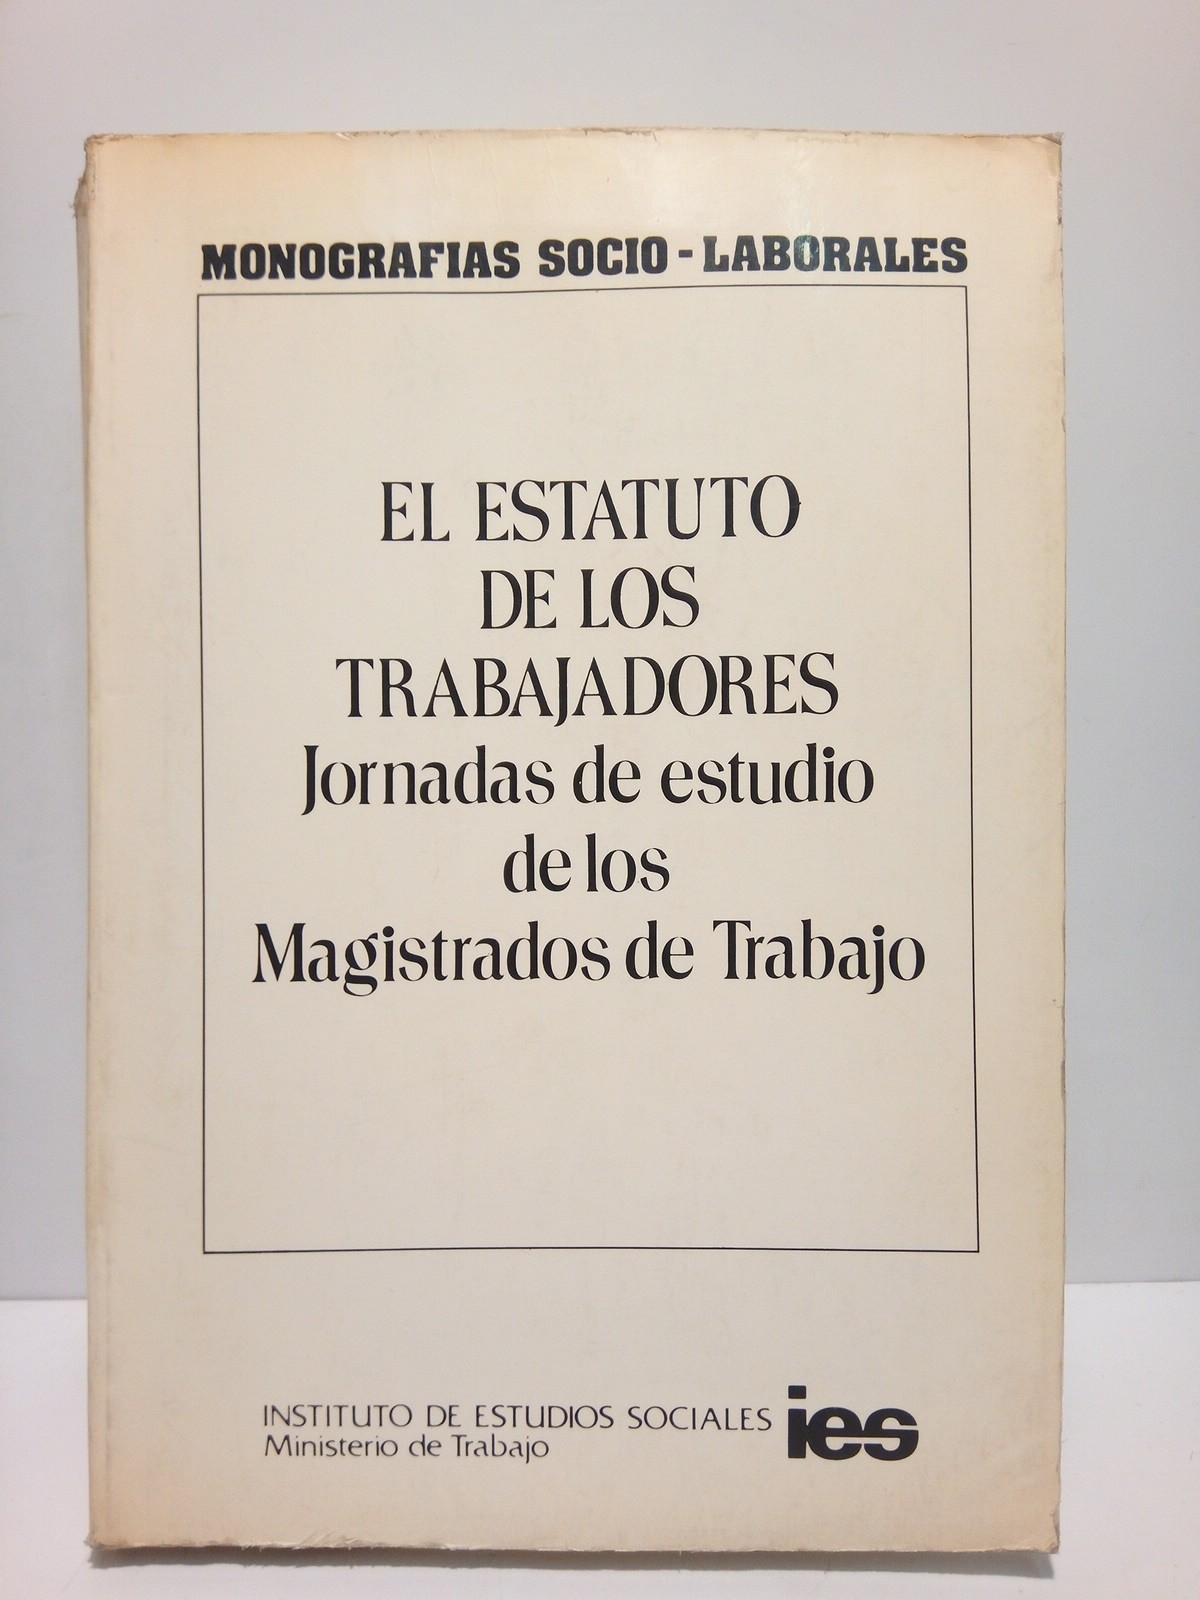 MONOGRAFIAS SOCIO - LABORALES
EL ESTATUTO
DE LOS
TRABAJADORES
Jornadas de estudio
de los
Magistrados de Trabajo
INSTITUTO DE ESTUDIOS SOCIALES
Ministerio de Trabajo
ies